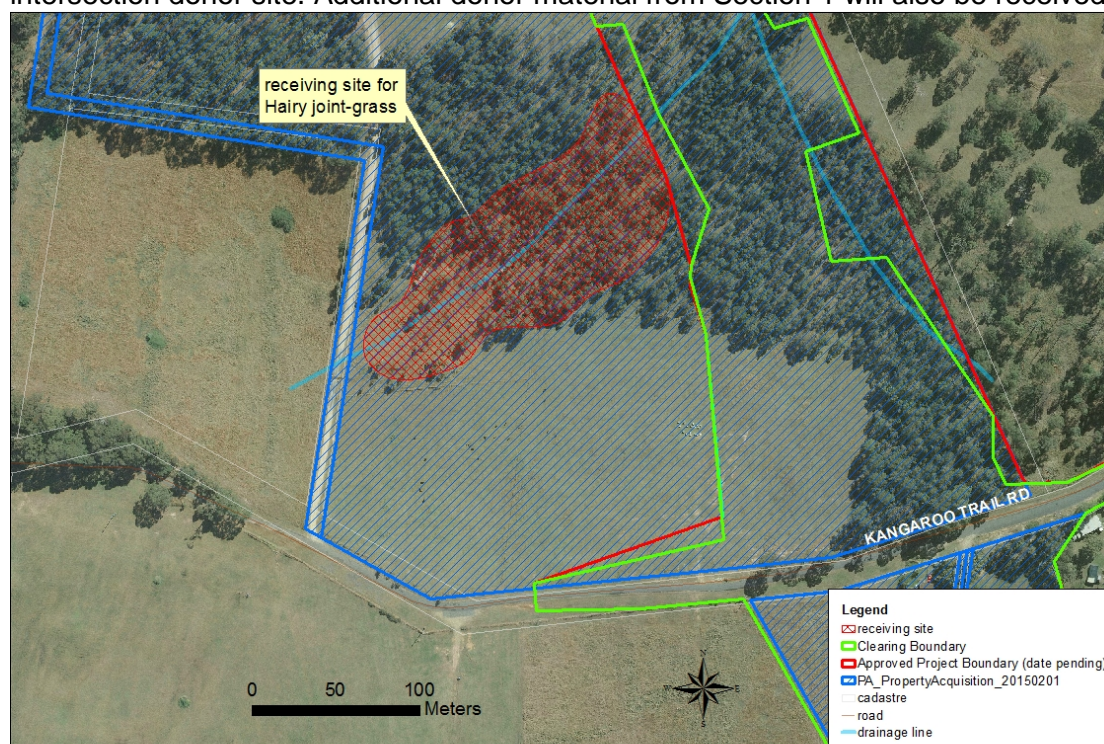 intersection donor site. Additional donor material from Section 1 will also be received
receiving site for
Hairy joint-grass
KANGAROO TRAIL RD
0 50 100
Meters
N
W E
S
Legend
receiving site
Clearing Boundary
Approved Project Boundary (date pending)
PA_PropertyAcquisition_20150201
cadastre
road
drainage line